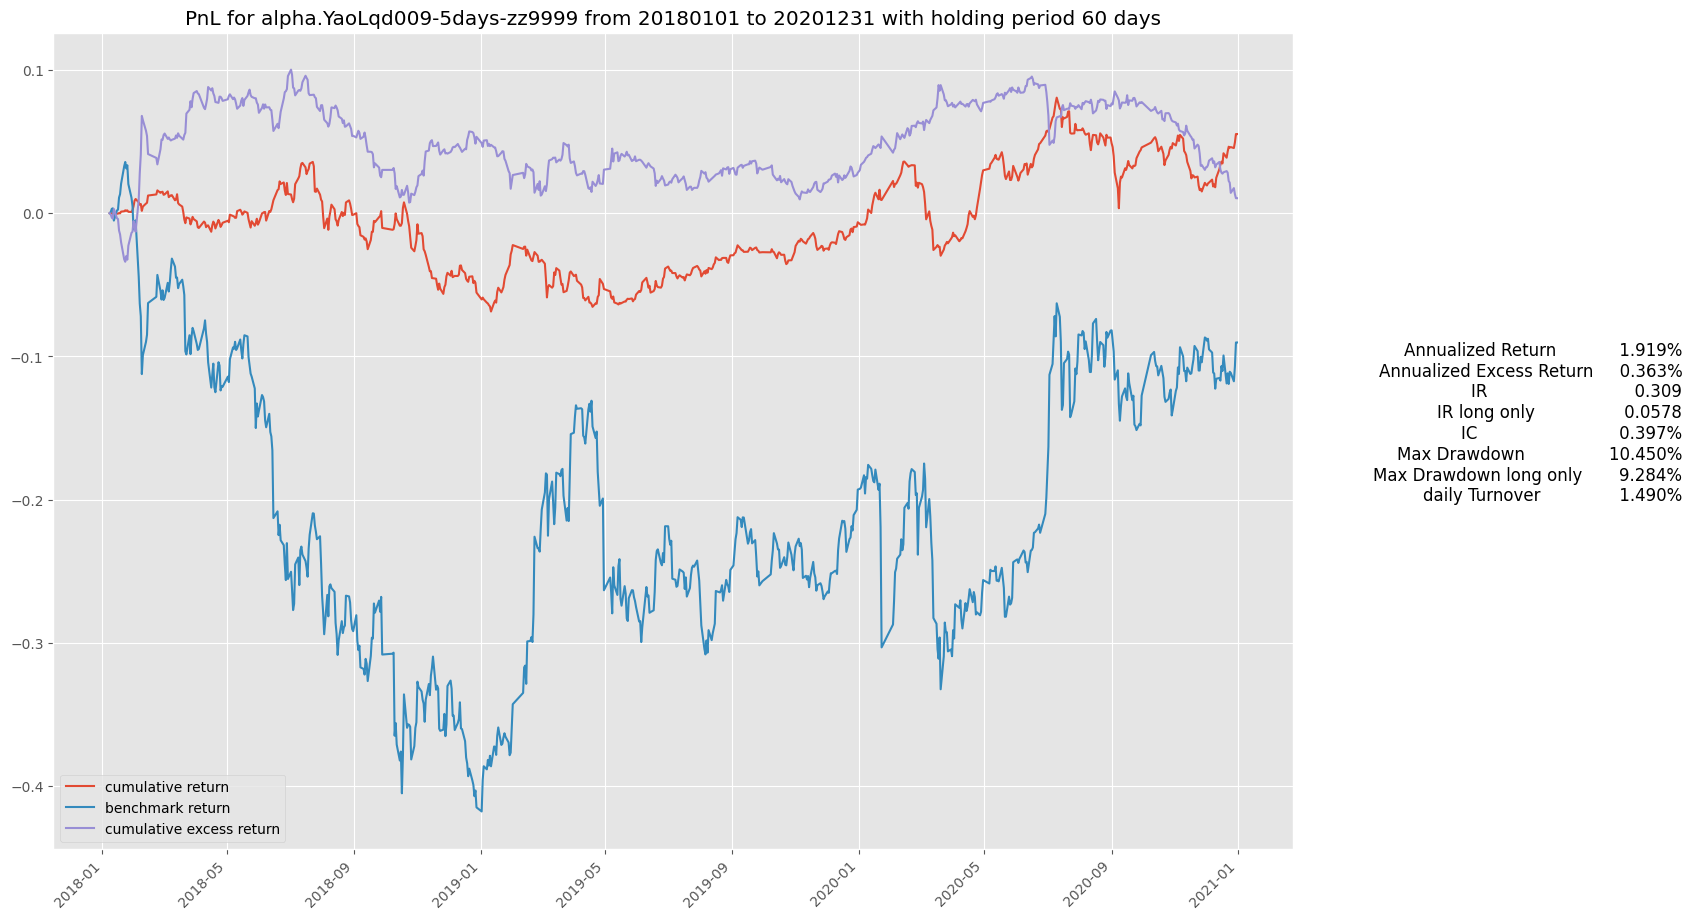 PnL for alpha.YaoLqd009-5days-zz9999 from 20180101 to 20201231 with holding period 60 days
0.1
0.0
−0.1
−0.2
−0.3
−0.4
cumulative return
benchmark return
cumulative excess return
2018-01
2018-05
2018-09
2019-01
2019-05
2019-09
2020-01
2020-05
2020-09
2021-01
Annualized Return 1.919%
Annualized Excess Return 0.363%
IR 0.309
IR long only 0.0578
IC 0.397%
Max Drawdown 10.450%
Max Drawdown long only 9.284%
daily Turnover 1.490%